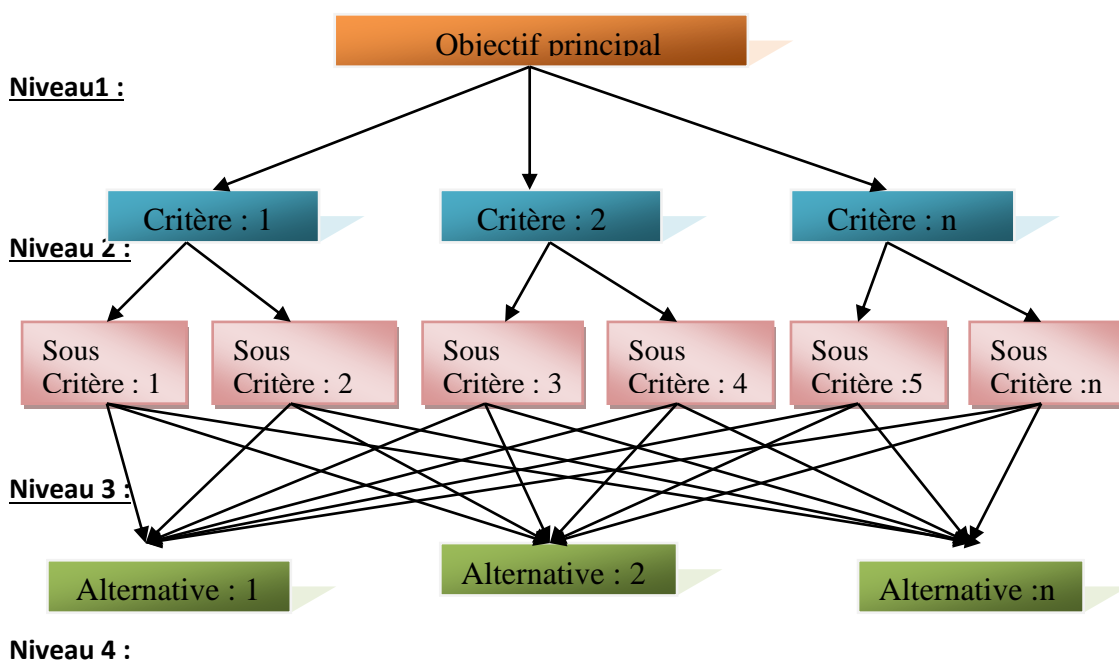 Objectif principal
Niveau1 :
Critère : 1
Critère : 2
Critère : n
Niveau 2 :
Sous
Critère : 1
Sous
Critère : 2
Sous
Critère : 3
Sous
Critère : 4
Sous
Critère :5
Sous
Critère :n
Niveau 3 :
Alternative : 1
Alternative : 2
Alternative :n
Niveau 4 :